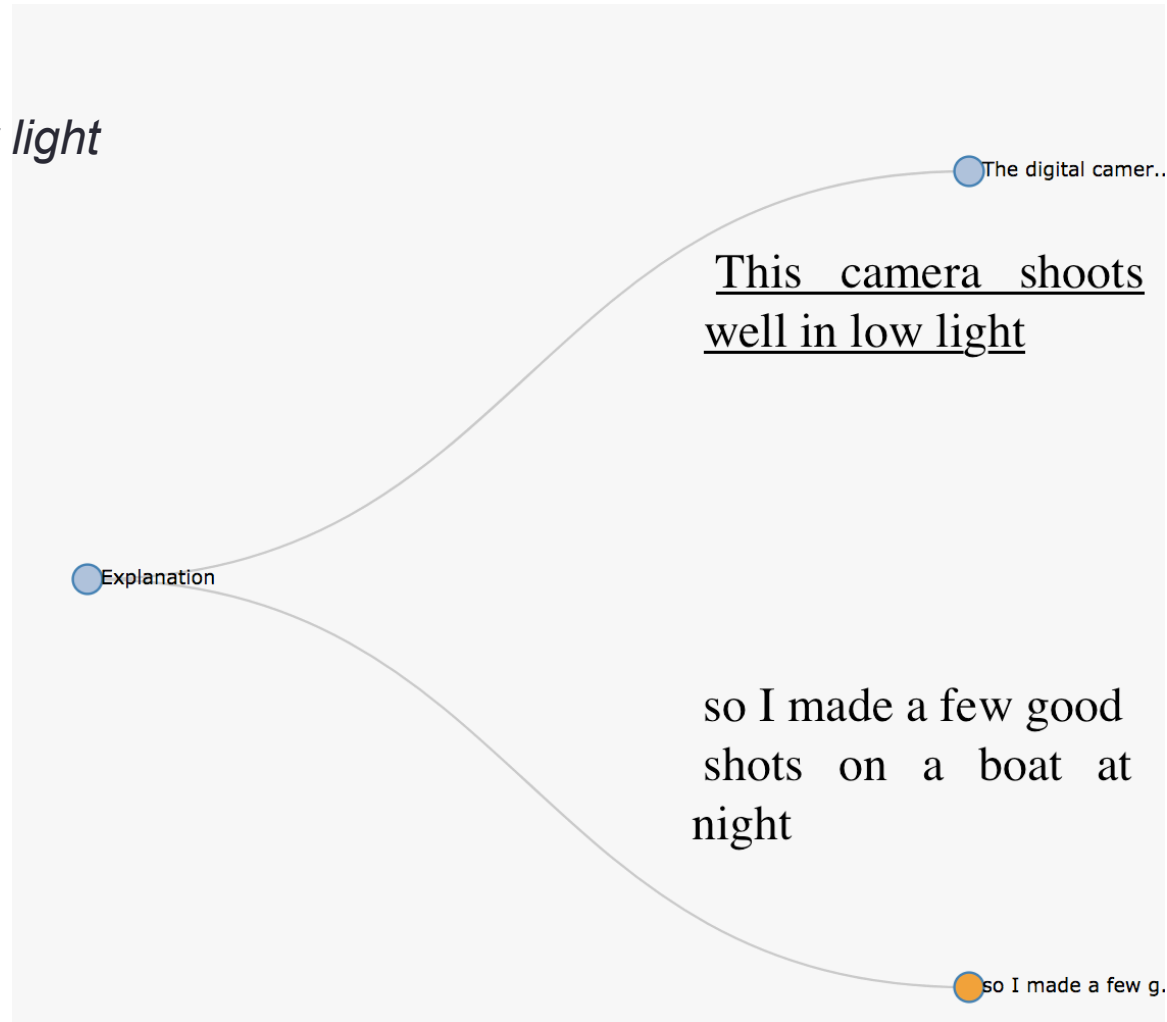 light
The digital camer..
This camera shoots
well in low light
Explanation
so I made a few good
shots on a boat at
night
so I made a few g.